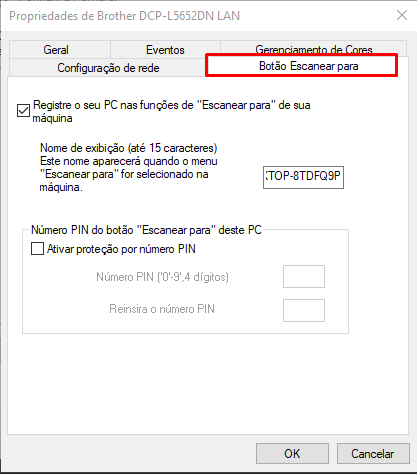 Propriedades de Brother DCP-L5652DN LAN
Geral
Eventos
Gerenciamento de Cores
Configuração de rede
Botão Escanear para
Registre o seu PC nas funções de "Escanear para" de sua
máquina
Nome de exibição (até 15 caracteres)
Este nome aparecerá quando o menu
"Escanear para" for selecionado na
máquina.
KTOP-8TDFQ9P
Número PIN do botão "Escanear para" deste PC
Ativar proteção por número PIN
Número PIN ('0'-'9',4 dígitos)
Reinsira o número PIN
OK
Cancelar